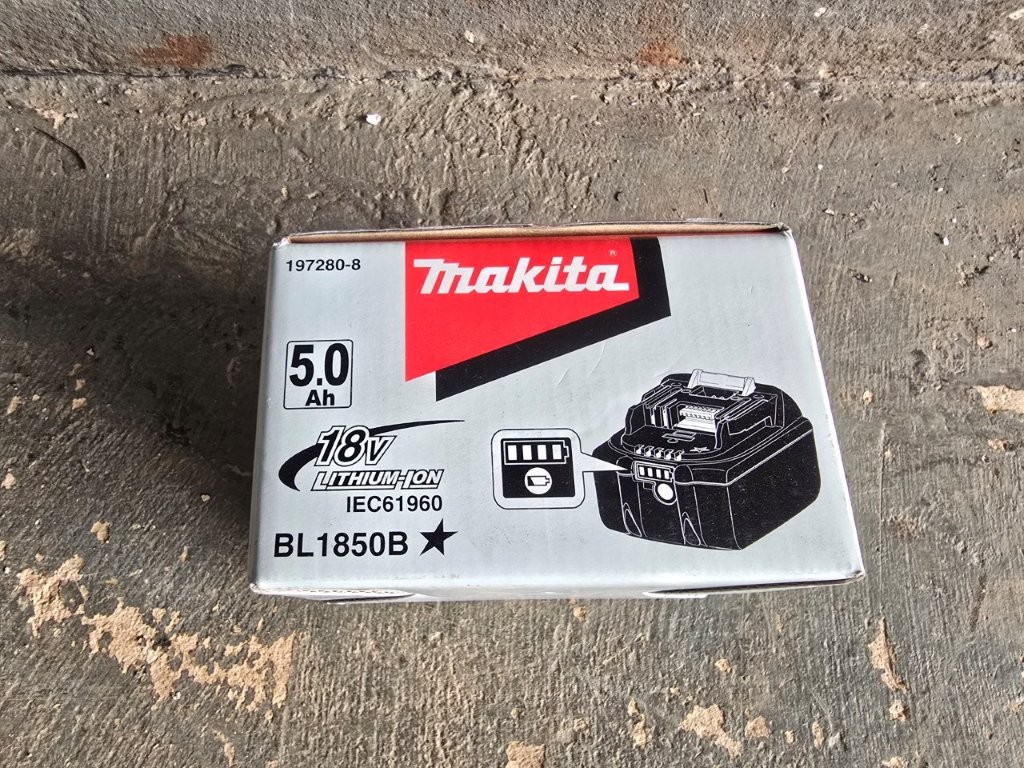 197280-8
makita®
5.0
Ah
18V
LITHIUM-ION
IEC61960
BL1850B ★